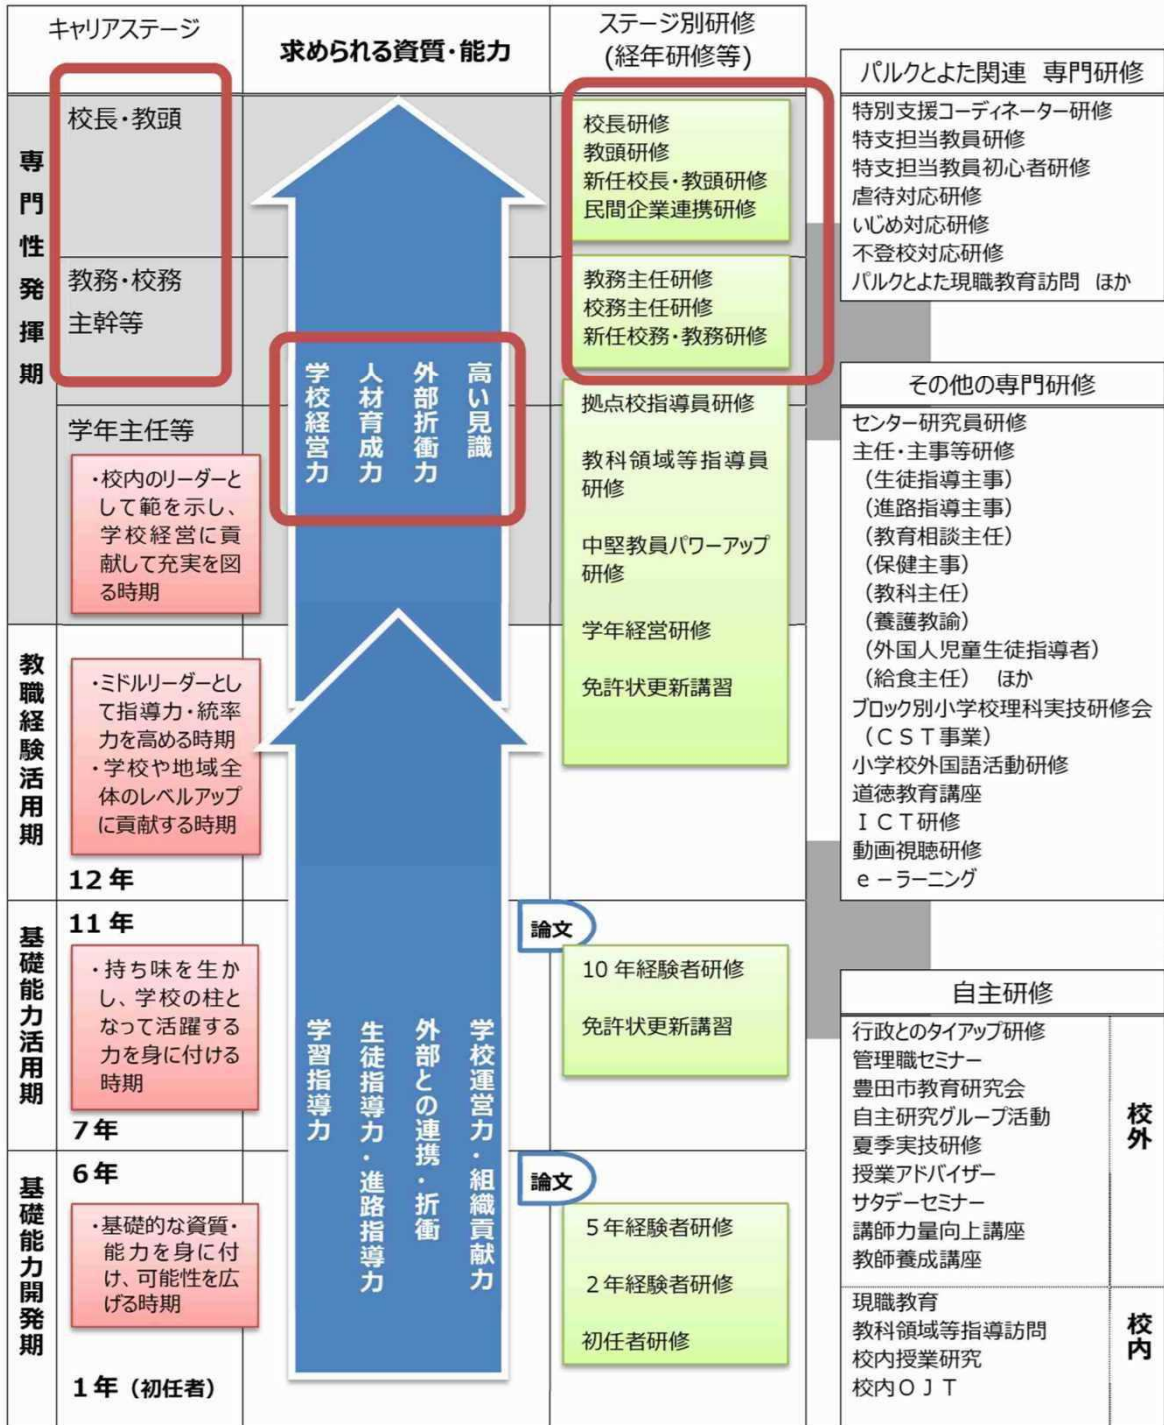 キャリアステージ
求められる資質・能力
ステージ別研修
(経年研修等)
専門性発揮期
校長・教頭
教務・校務
主幹等
学年主任等
・校内のリーダーと
して範を示し、
学校経営に貢
献して充実を図
る時期
学校経営力
人材育成力
外部折衝力
高い見識
校長研修
教頭研修
新任校長・教頭研修
民間企業連携研修
教務主任研修
校務主任研修
新任校務・教務研修
拠点校指導員研修
教科領域等指導員
研修
中堅教員パワーアップ
研修
学年経営研修
免許状更新講習
教職経験活用期
・ミドルリーダーとし
て指導力・統率
力を高める時期
・学校や地域全
体のレベルアップ
に貢献する時期
12 年
基礎能力活用期
11 年
・持ち味を生か
し、学校の柱と
なって活躍する
力を身に付ける
時期
7 年
論文
10 年経験者研修
免許状更新講習
学習指導力
生徒指導力・進路指導力
外部との連携・折衝
学校運営力・組織貢献力
基礎能力開発期
6 年
・基礎的な資質・
能力を身に付
け、可能性を広
げる時期
1 年（初任者）
論文
５年経験者研修
２年経験者研修
初任者研修
パルクとよた関連　専門研修
特別支援コーディネーター研修
特支担当教員研修
特支担当教員初心者研修
虐待対応研修
いじめ対応研修
不登校対応研修
パルクとよた現職教育訪問　ほか
その他の専門研修
センター研究員研修
主任・主事等研修
（生徒指導主事）
（進路指導主事）
（教育相談主任）
（保健主事）
（教科主任）
（養護教諭）
（外国人児童生徒指導者）
（給食主任）　ほか
ブロック別小学校理科実技研修会
（ＣＳＴ事業）
小学校外国語活動研修
道徳教育講座
ＩＣＴ研修
動画視聴研修
ｅ－ラーニング
自主研修
行政とのタイアップ研修
管理職セミナー
豊田市教育研究会
自主研究グループ活動
夏季実技研修
授業アドバイザー
サタデーセミナー
講師力量向上講座
教師養成講座
校外
現職教育
教科領域等指導訪問
校内授業研究
校内ＯＪＴ
校内